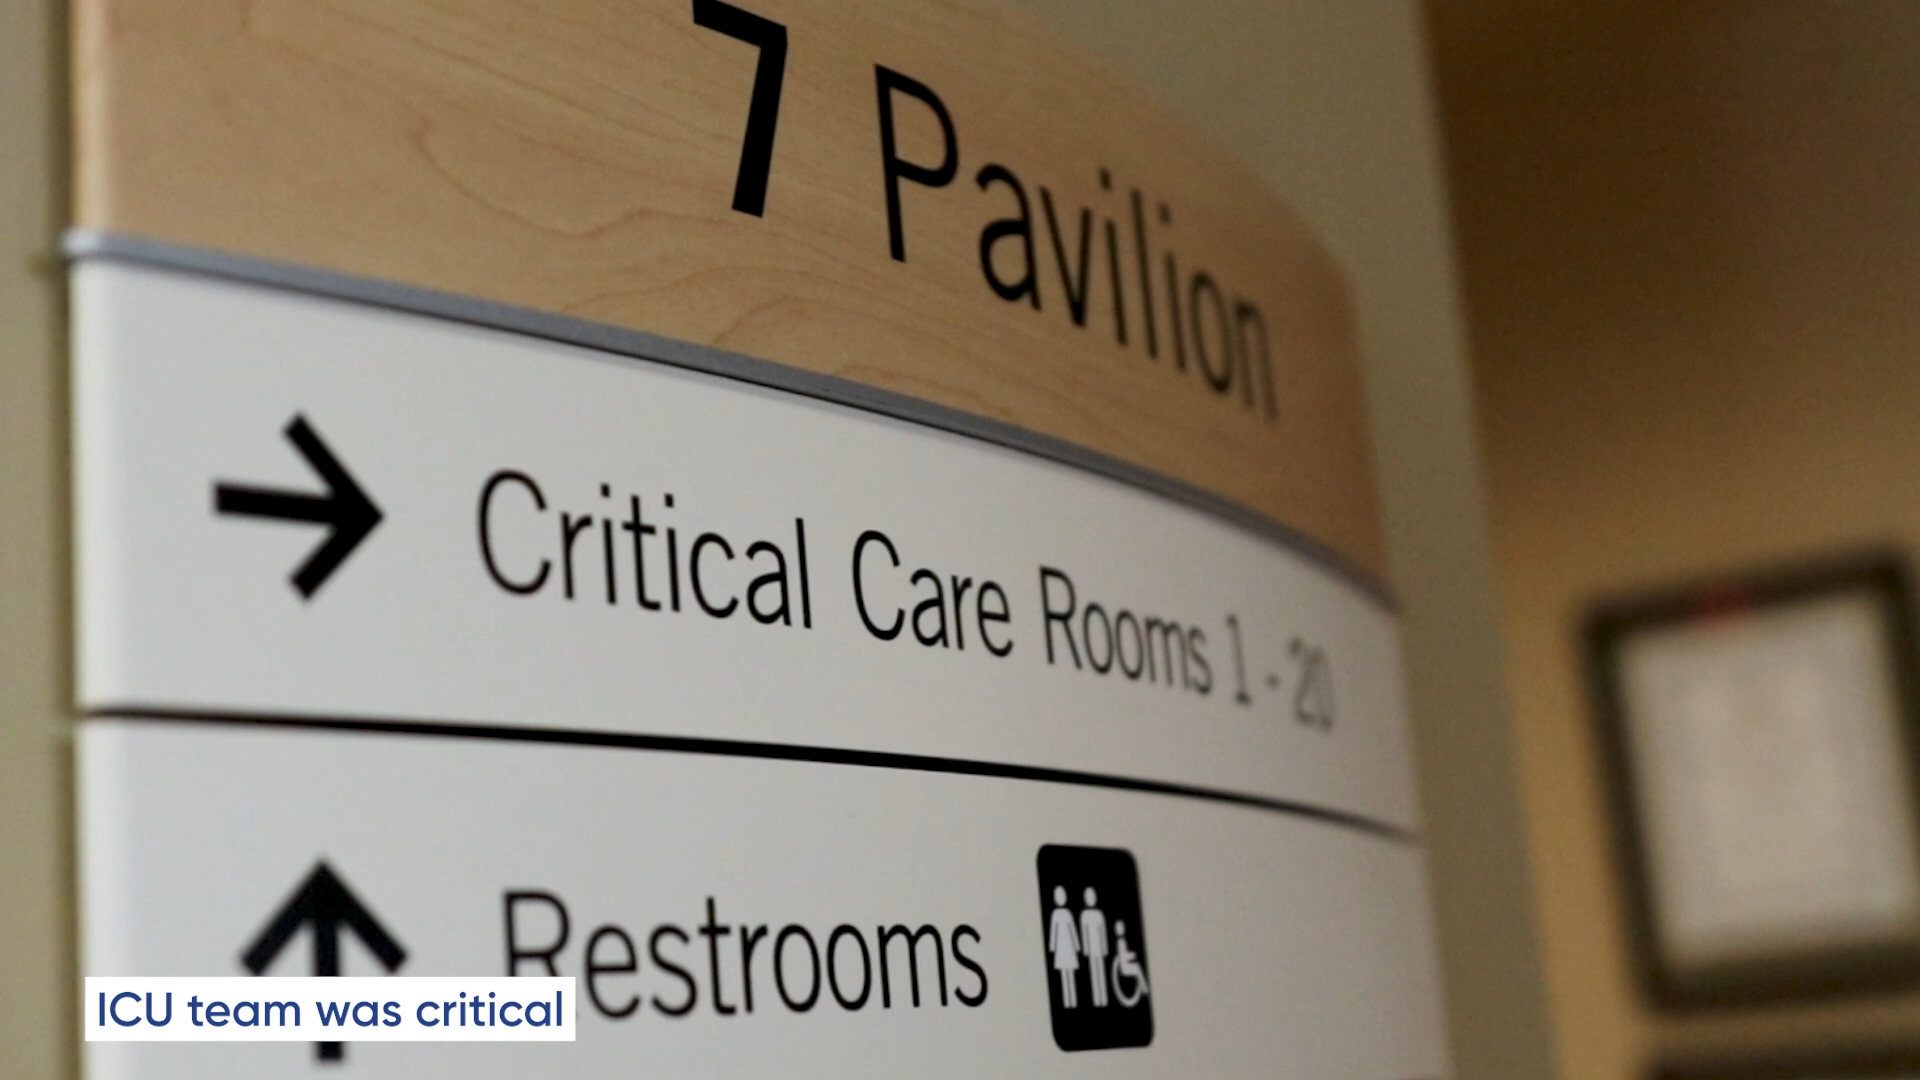 7 Pavilion
Critical Care Rooms 1 - 20
Restrooms
ICU team was critical